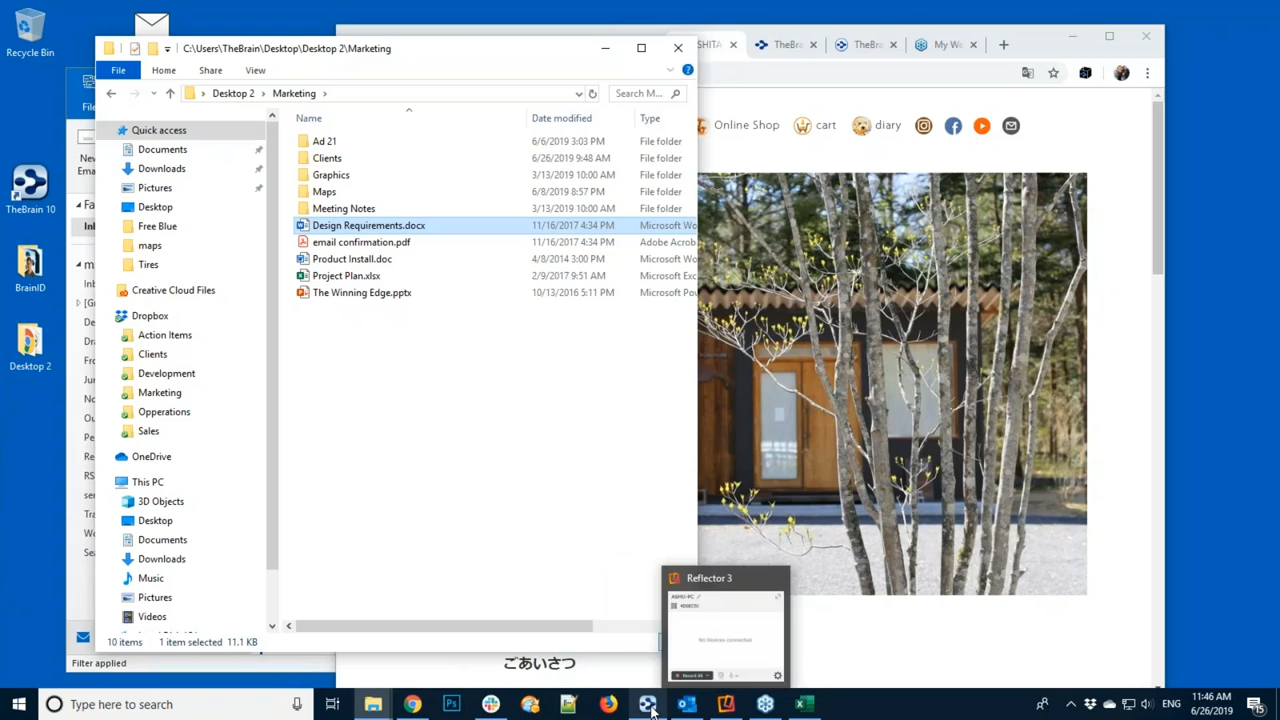 Recycle Bin
TheBrain 10
BrainID
Desktop 2
C:\Users\TheBrain\Desktop\Desktop 2\Marketing
File
Home
Share
View
Desktop 2
Marketing
Search M...
Quick access
Documents
Downloads
Pictures
Desktop
Free Blue
maps
Tires
Creative Cloud Files
Dropbox
Action Items
Clients
Development
Marketing
Opperations
Sales
OneDrive
This PC
3D Objects
Desktop
Documents
Downloads
Music
Pictures
Videos
Name
Date modified
Type
Ad 21 6/6/2019 3:03 PM File folder
Clients 6/26/2019 9:48 AM File folder
Graphics 3/13/2019 10:00 AM File folder
Maps 6/8/2019 8:57 PM File folder
Meeting Notes 3/13/2019 10:00 AM File folder
Design Requirements.docx 11/16/2017 4:34 PM Microsoft Wo
email confirmation.pdf 11/16/2017 4:34 PM Adobe Acrob
Product Install.doc 4/8/2014 3:00 PM Microsoft Wo
Project Plan.xlsx 2/9/2017 9:51 AM Microsoft Exc
The Winning Edge.pptx 10/13/2016 5:11 PM Microsoft Po
10 items 1 item selected 11.1 KB
Filter applied
SHITA
TheBra
TheBra
My We
Online Shop
cart
diary
ごあいさつ
Reflector 3
ASHU-PC
No devices connected
Type here to search
ENG
11:46 AM
6/26/2019
15